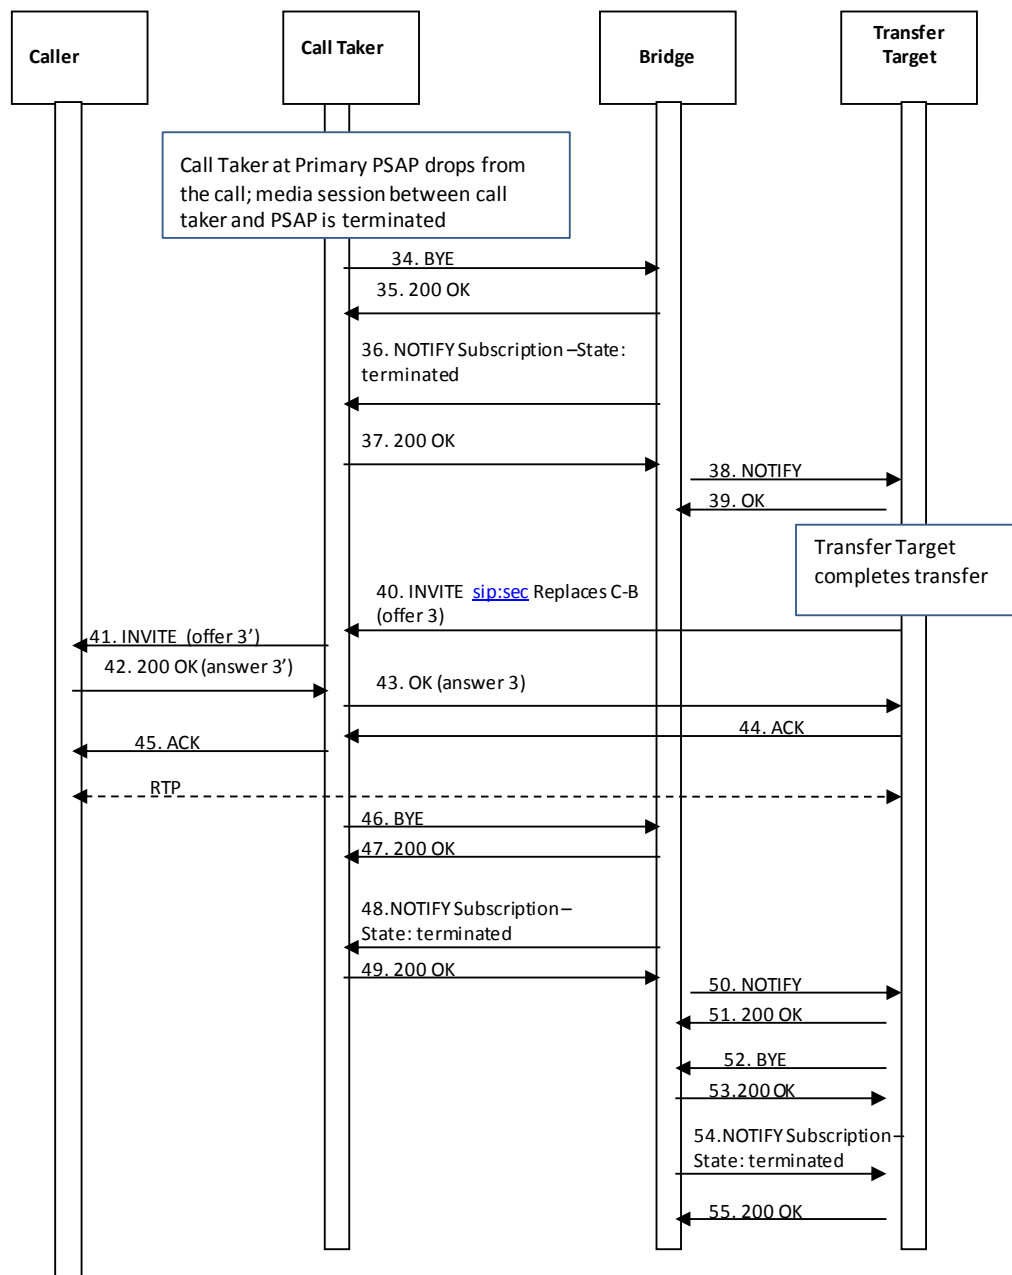 Caller
Call Taker
Bridge
Transfer
Target
Call Taker at Primary PSAP drops from
the call; media session between call
taker and PSAP is terminated
34. BYE
35. 200 OK
36. NOTIFY Subscription –State:
terminated
37. 200 OK
38. NOTIFY
39. OK
Transfer Target
completes transfer
40. INVITE sip:sec Replaces C-B
(offer 3)
41. INVITE (offer 3’)
42. 200 OK (answer 3’)
43. OK (answer 3)
44. ACK
45. ACK
RTP
46. BYE
47. 200 OK
48.NOTIFY Subscription –
State: terminated
49. 200 OK
50. NOTIFY
51. 200 OK
52. BYE
53.200 OK
54.NOTIFY Subscription –
State: terminated
55. 200 OK